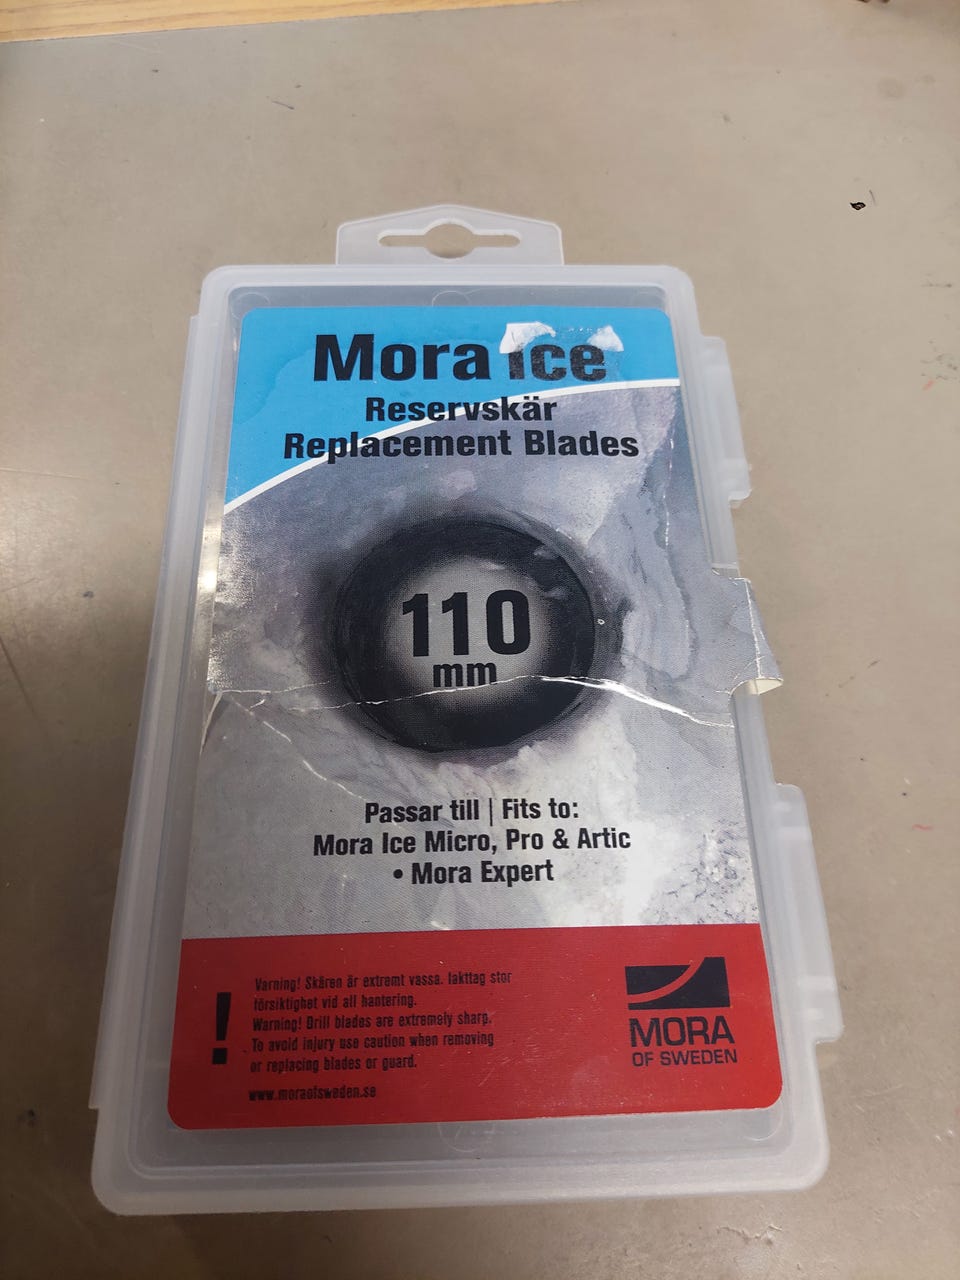 Mora Ice
Reservskär
Replacement Blades
110
mm
Passar till | Fits to:
Mora Ice Micro, Pro & Artic
• Mora Expert
!
Varning! Skären är extremt vassa. Iakttag stor
försiktighet vid all hantering.
Warning! Drill blades are extremely sharp.
To avoid injury use caution when removing
or replacing blades or guard.
www.moraofsweden.se
MORA
OF SWEDEN